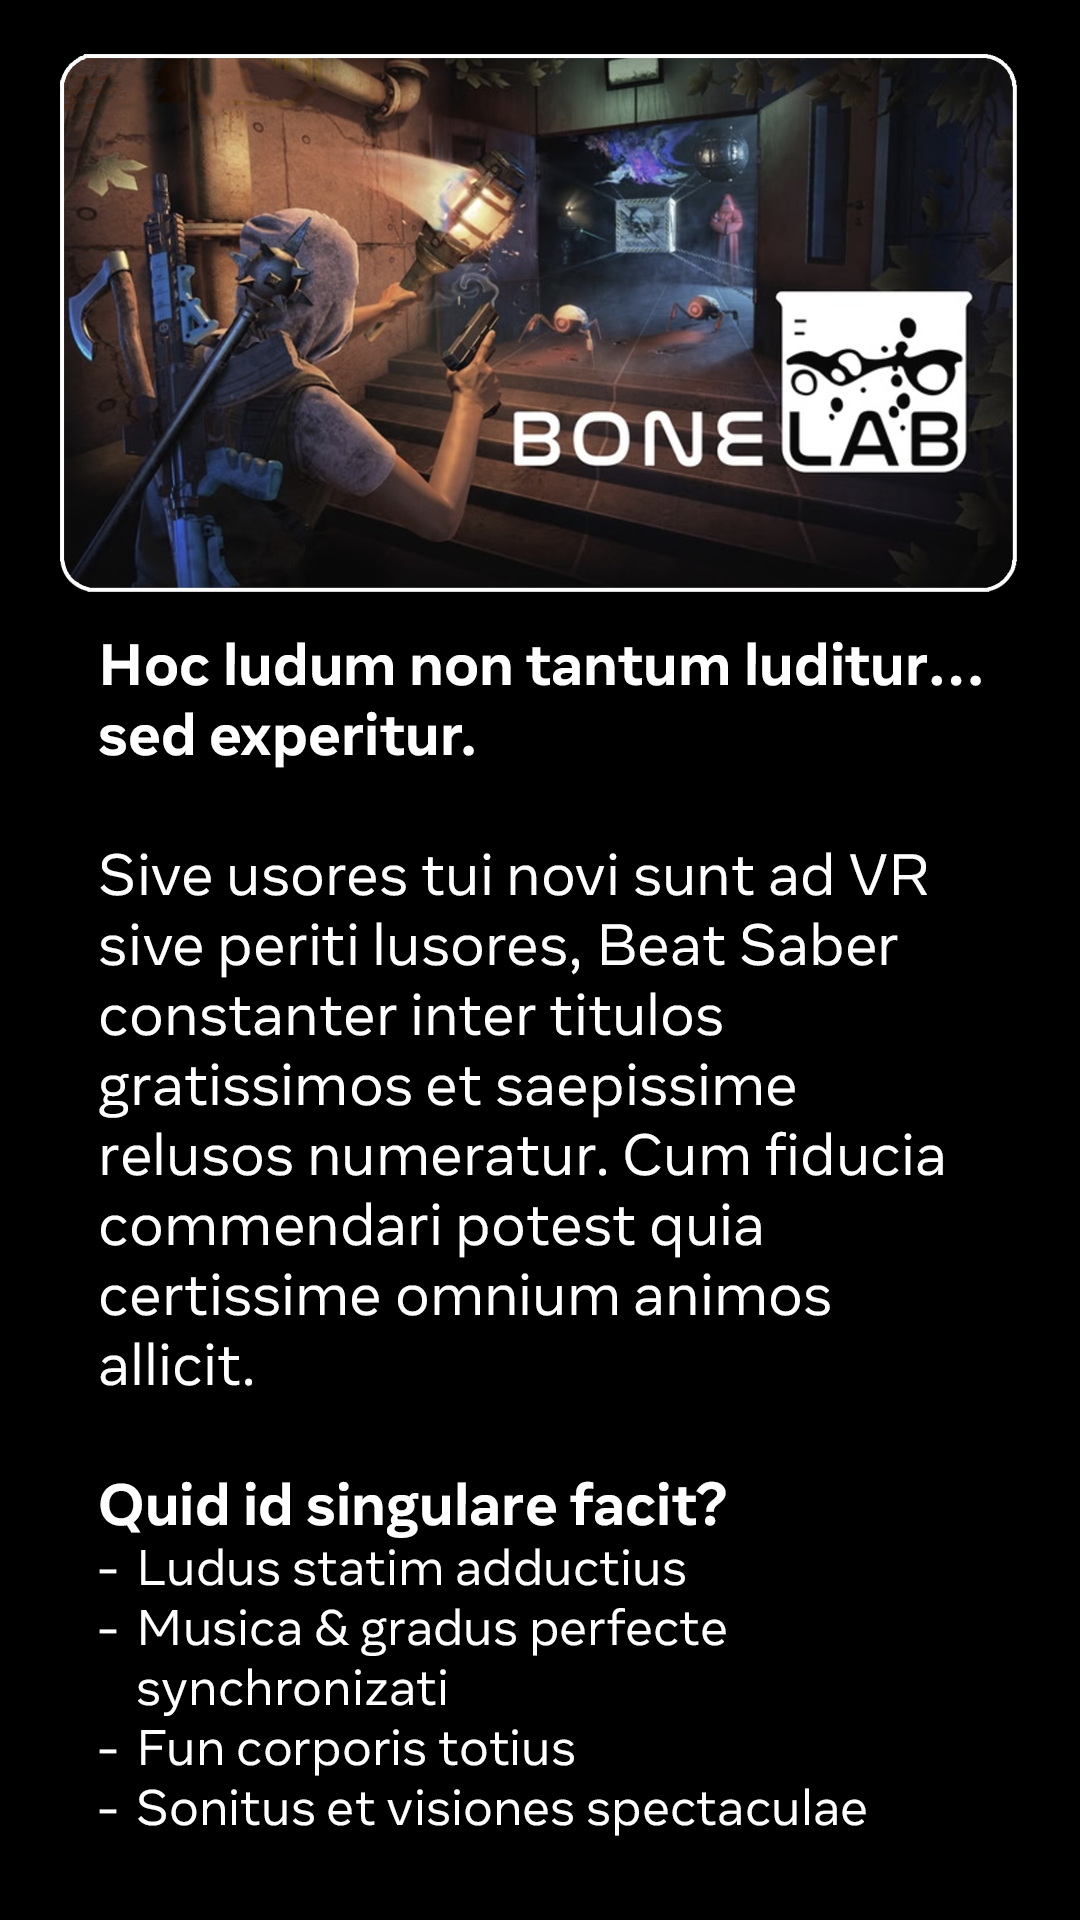 BONELAB
Hoc ludum non tantum luditur...
sed experitur.
Sive usores tui novi sunt ad VR
sive periti lusores, Beat Saber
constanter inter titulos
gratissimos et saepissime
relusos numeratur. Cum fiducia
commendari potest quia
certissime omnium animos
allicit.
Quid id singulare facit?
- Ludus statim adductius
- Musica & gradus perfecte
synchronizati
- Fun corporis totius
- Sonitus et visiones spectaculae